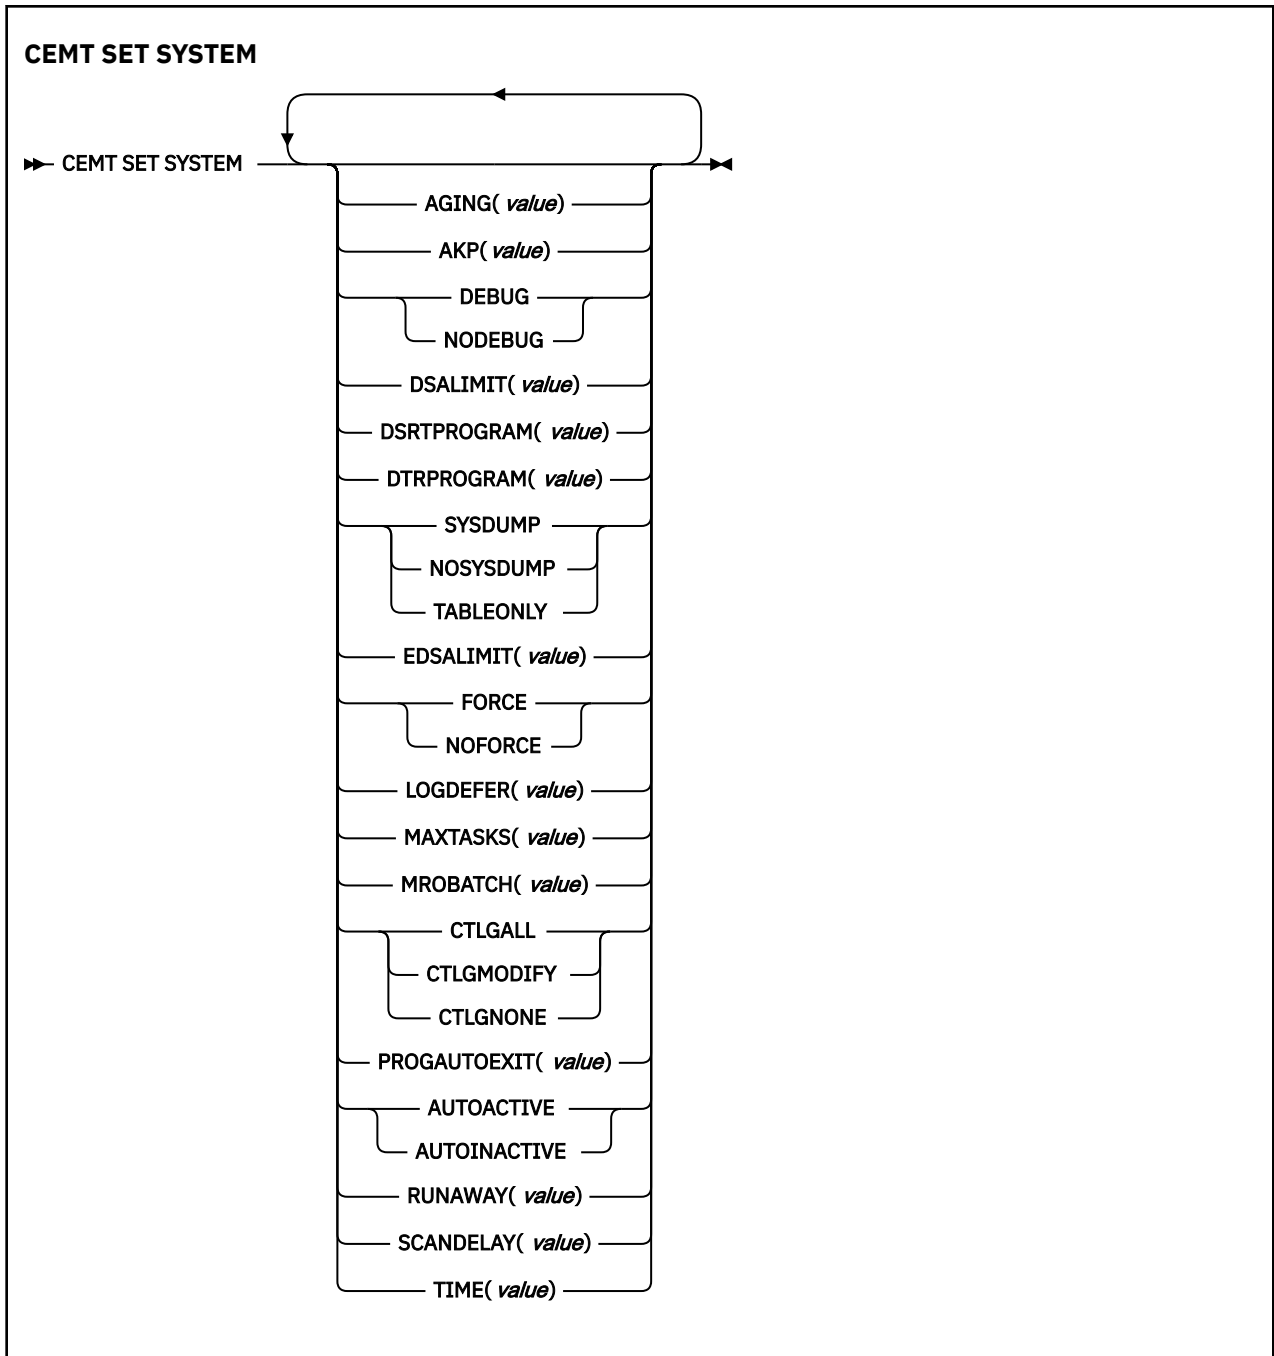 CEMT SET SYSTEM
CEMT SET SYSTEM
AGING( value)
AKP( value)
DEBUG
NODEBUG
DSALIMIT( value)
DSRTPROGRAM( value)
DTRPROGRAM( value)
SYSDUMP
NOSYSDUMP
TABLEONLY
EDSALIMIT( value)
FORCE
NOFORCE
LOGDEFER( value)
MAXTASKS( value)
MROBATCH( value)
CTLGALL
CTLGMODIFY
CTLGNONE
PROGAUTOEXIT( value)
AUTOACTIVE
AUTOINACTIVE
RUNAWAY( value)
SCANDELAY( value)
TIME( value)